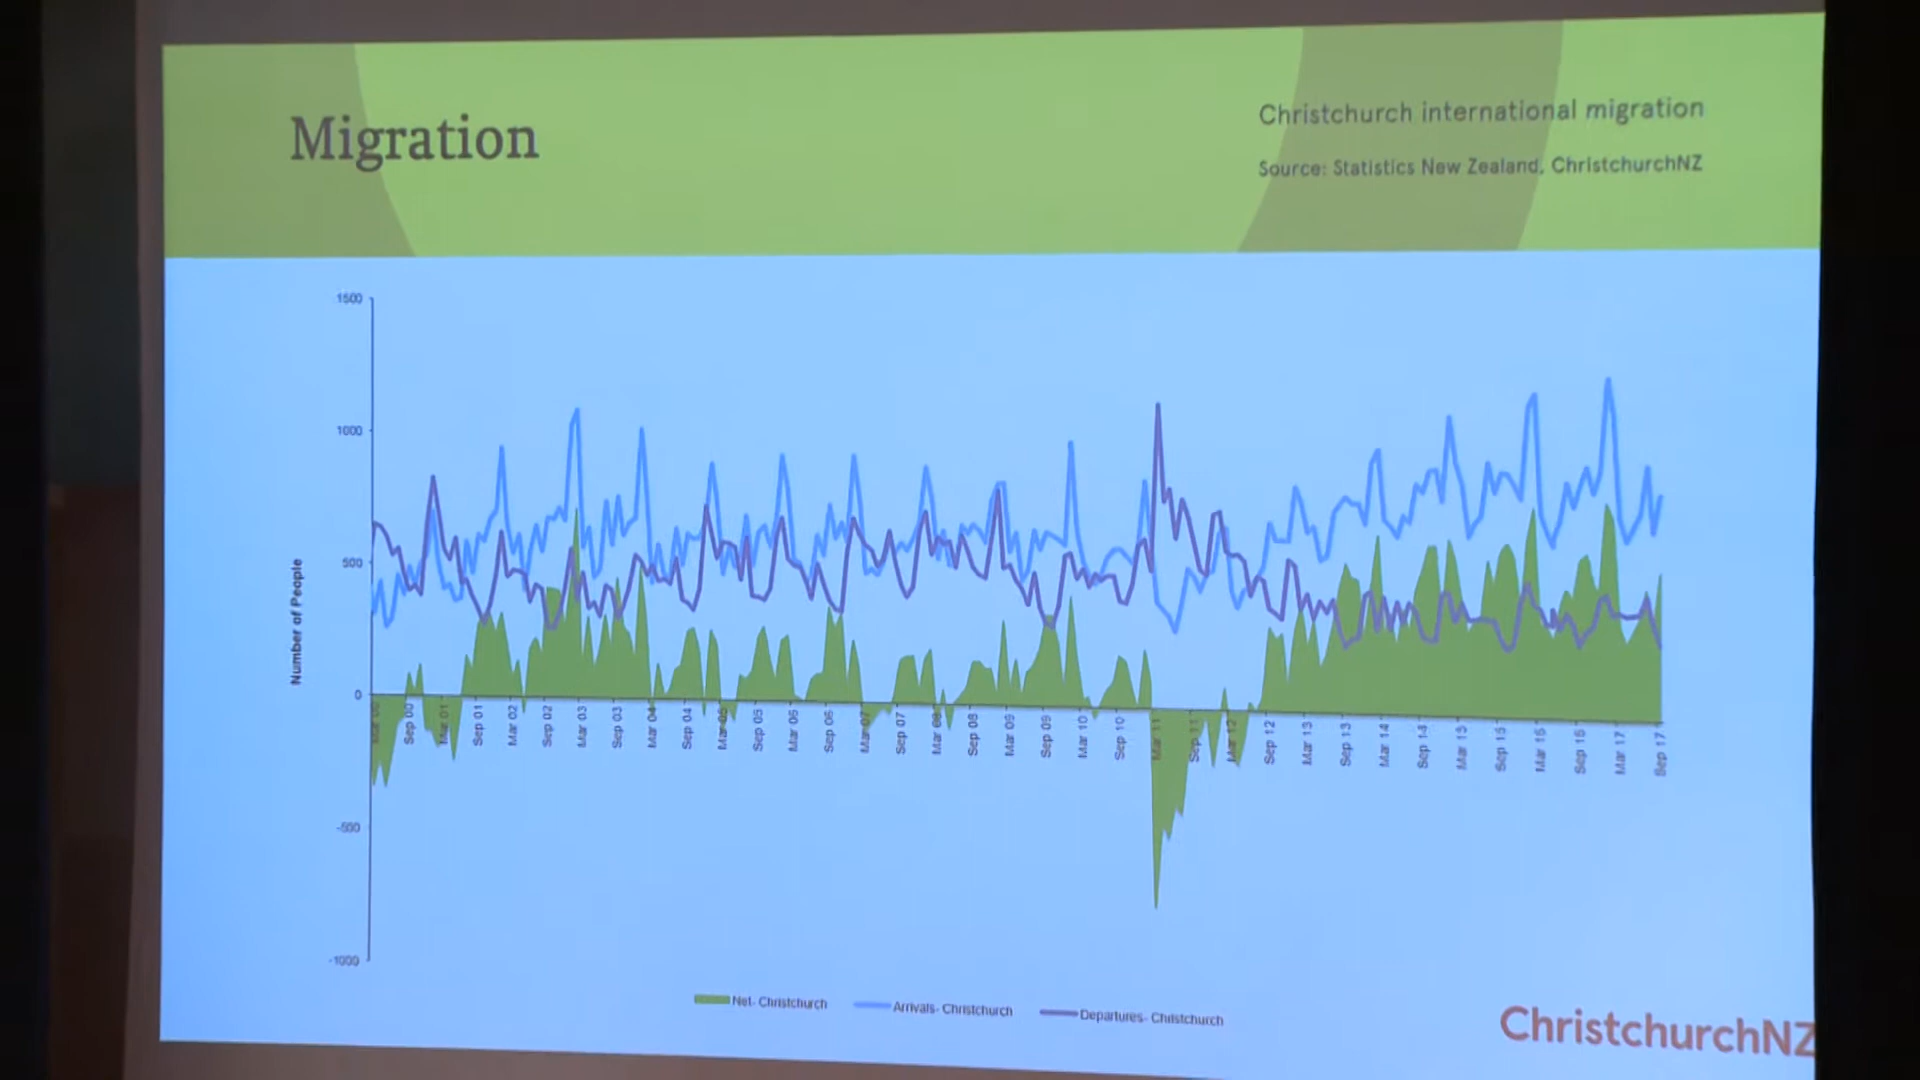 Migration
Christchurch international migration
Source: Statistics New Zealand, ChristchurchNZ
Number of People
1500
1000
500
0
-500
-1000
Mar 00
Sep 00
Mar 01
Sep 01
Mar 02
Sep 02
Mar 03
Sep 03
Mar 04
Sep 04
Mar 05
Sep 05
Mar 06
Sep 06
Mar 07
Sep 07
Mar 08
Sep 08
Mar 09
Sep 09
Mar 10
Sep 10
Mar 11
Sep 11
Mar 12
Sep 12
Mar 13
Sep 13
Mar 14
Sep 14
Mar 15
Sep 15
Mar 16
Sep 16
Mar 17
Sep 17
Net- Christchurch
Arrivals- Christchurch
Departures- Christchurch
ChristchurchNZ